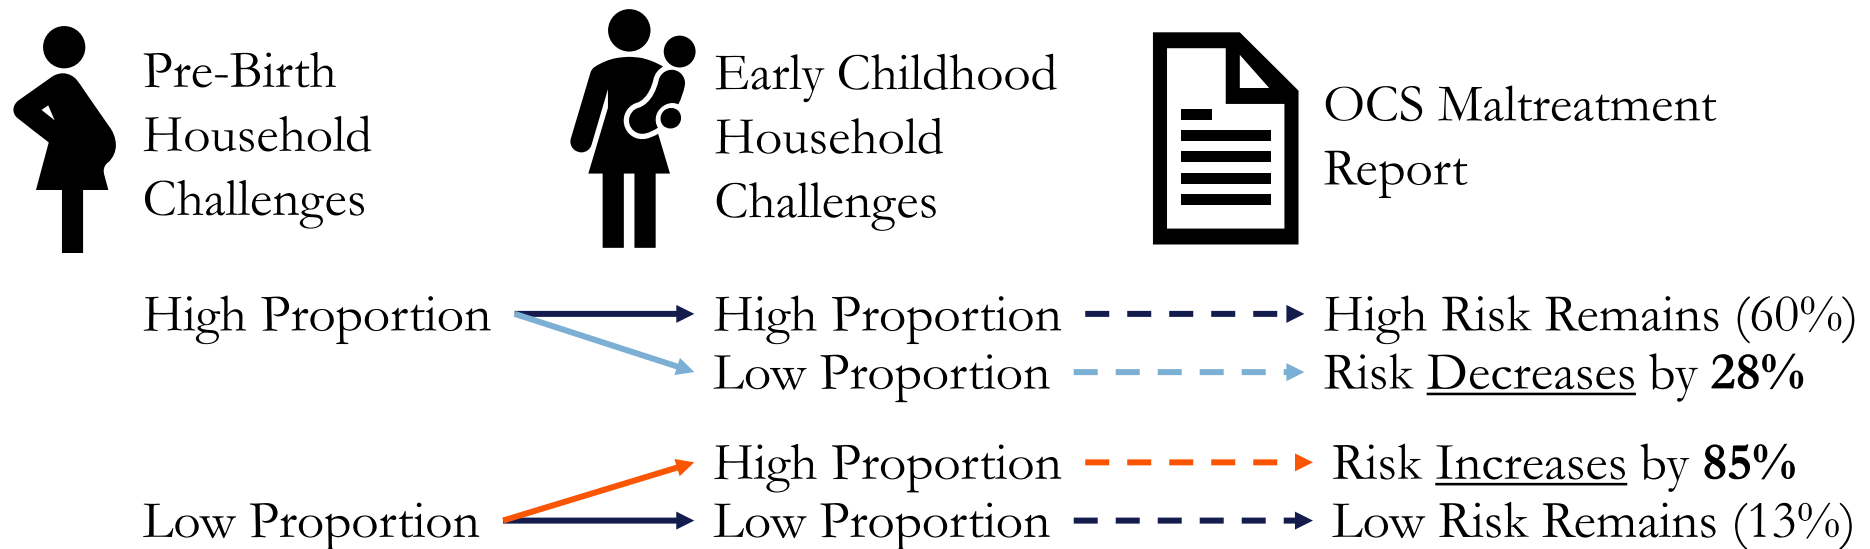 Pre-Birth
Household
Challenges
Early Childhood
Household
Challenges
OCS Maltreatment
Report
High Proportion
High Proportion
High Risk Remains (60%)
Low Proportion
Risk Decreases by 28%
High Proportion
Risk Increases by 85%
Low Proportion
Low Proportion
Low Risk Remains (13%)